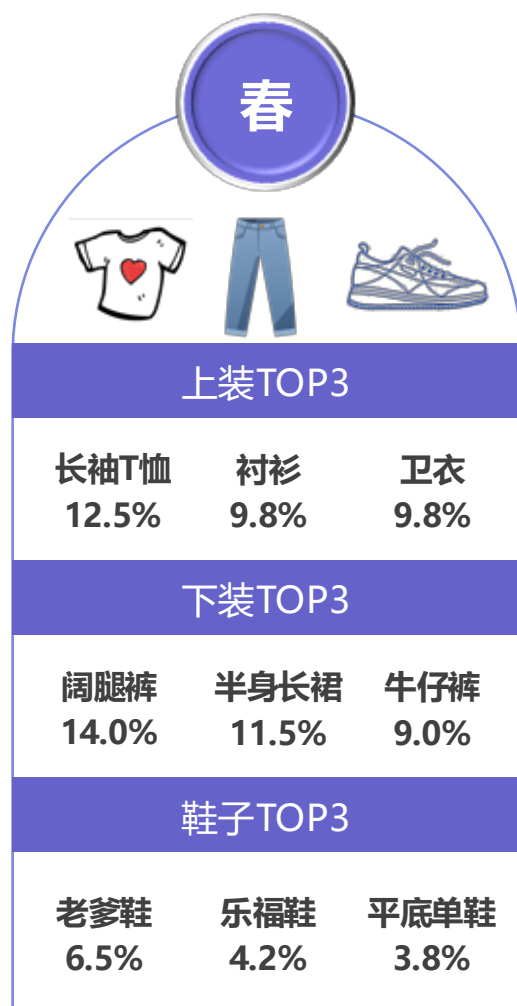 春
上装TOP3
长袖T恤 衬衫 卫衣
12.5% 9.8% 9.8%
下装TOP3
阔腿裤 半身长裙 牛仔裤
14.0% 11.5% 9.0%
鞋子TOP3
老爹鞋 乐福鞋 平底单鞋
6.5% 4.2% 3.8%